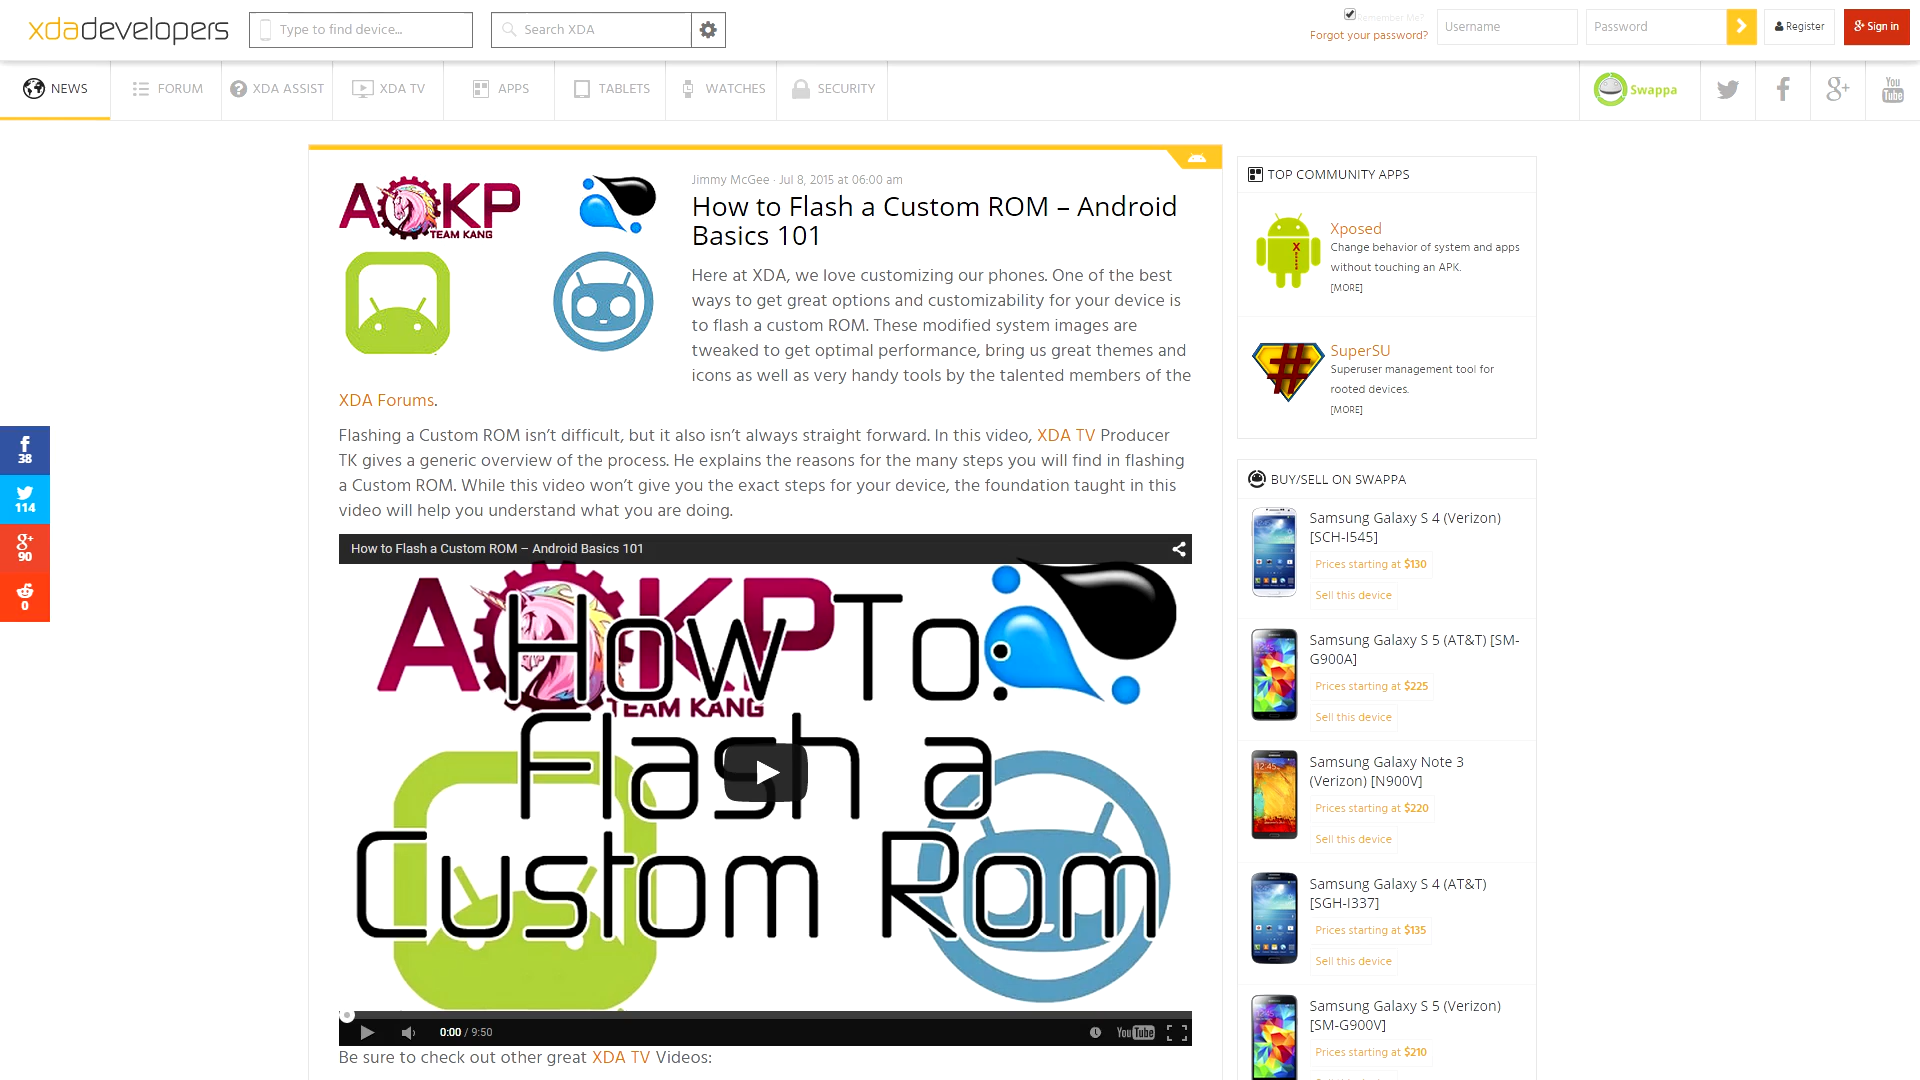 xdadevelopers
Type to find device...
Search XDA
Remember Me?
Forgot your password?
Username
Password
Register
Sign in
NEWS
FORUM
XDA ASSIST
XDA TV
APPS
TABLETS
WATCHES
SECURITY
Swappa
You
Tube
AOKP
TEAM KANG
Jimmy McGee · Jul 8, 2015 at 06:00 am
How to Flash a Custom ROM – Android
Basics 101
Here at XDA, we love customizing our phones. One of the best
ways to get great options and customizability for your device is
to flash a custom ROM. These modified system images are
tweaked to get optimal performance, bring us great themes and
icons as well as very handy tools by the talented members of the
XDA Forums.
Flashing a Custom ROM isn’t difficult, but it also isn’t always straight forward. In this video, XDA TV Producer
TK gives a generic overview of the process. He explains the reasons for the many steps you will find in flashing
a Custom ROM. While this video won’t give you the exact steps for your device, the foundation taught in this
video will help you understand what you are doing.
How to Flash a Custom ROM – Android Basics 101
AOKP
TEAM KANG
How To:
Flash a
Custom Rom
0:00 / 9:50
YouTube
Be sure to check out other great XDA TV Videos:
38
114
90
0
TOP COMMUNITY APPS
Xposed
Change behavior of system and apps
without touching an APK.
[MORE]
SuperSU
Superuser management tool for
rooted devices.
[MORE]
BUY/SELL ON SWAPPA
Samsung Galaxy S 4 (Verizon)
[SCH-I545]
Prices starting at $130
Sell this device
Samsung Galaxy S 5 (AT&T) [SM-
G900A]
Prices starting at $225
Sell this device
Samsung Galaxy Note 3
(Verizon) [N900V]
Prices starting at $220
Sell this device
Samsung Galaxy S 4 (AT&T)
[SGH-I337]
Prices starting at $135
Sell this device
Samsung Galaxy S 5 (Verizon)
[SM-G900V]
Prices starting at $210